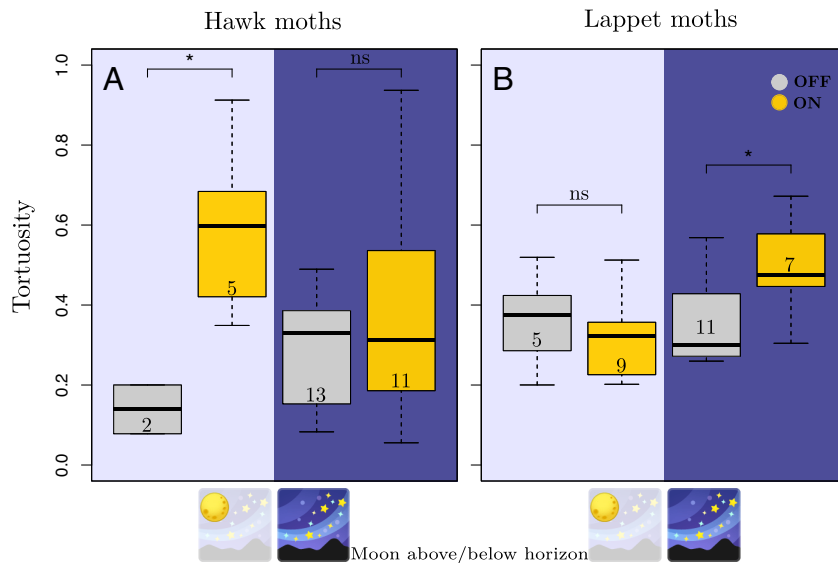 Hawk moths
Lappet moths
A
*
ns
B
OFF
ON
ns
*
Tortuosity
1.0
0.8
0.6
0.4
0.2
0.0
2
5
13
11
5
9
11
7
Moon above/below horizon